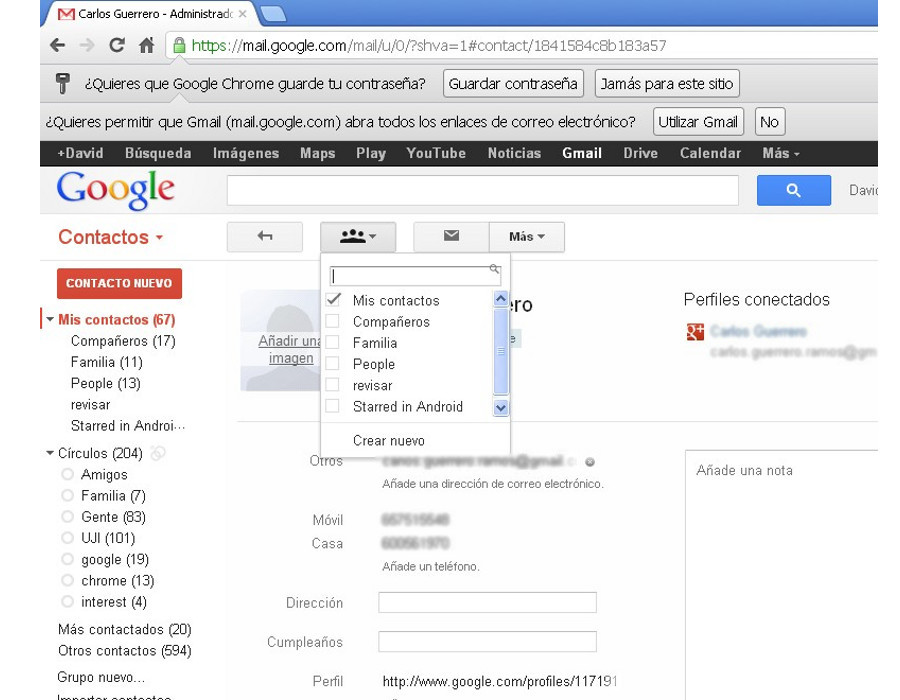 Carlos Guerrero - Administrado
https://mail.google.com/mail/u/0/?shva=1#contact/1841584c8b183a57
¿Quieres que Google Chrome guarde tu contraseña? Guardar contraseña Jamás para este sitio
¿Quieres permitir que Gmail (mail.google.com) abra todos los enlaces de correo electrónico? Utilizar Gmail No
+David Búsqueda Imágenes Maps Play YouTube Noticias Gmail Drive Calendar Más
Google Davi
Contactos Más
CONTACTO NUEVO
Mis contactos (67)
Compañeros (17)
Familia (11)
People (13)
revisar
Starred in Androi...
Círculos (204)
Amigos
Familia (7)
Gente (83)
UJI (101)
google (19)
chrome (13)
interest (4)
Más contactados (20)
Otros contactos (594)
Grupo nuevo...
Importar contactos
Añadir una
imagen
Mis contactos
Compañeros
Familia
People
revisar
Starred in Android
Crear nuevo
ero
e
Perfiles conectados
Carlos Guerrero
Otros
Añade una dirección de correo electrónico.
Móvil
Casa
Añade un teléfono.
Dirección
Cumpleaños
Perfil http://www.google.com/profiles/117191
Añade una nota